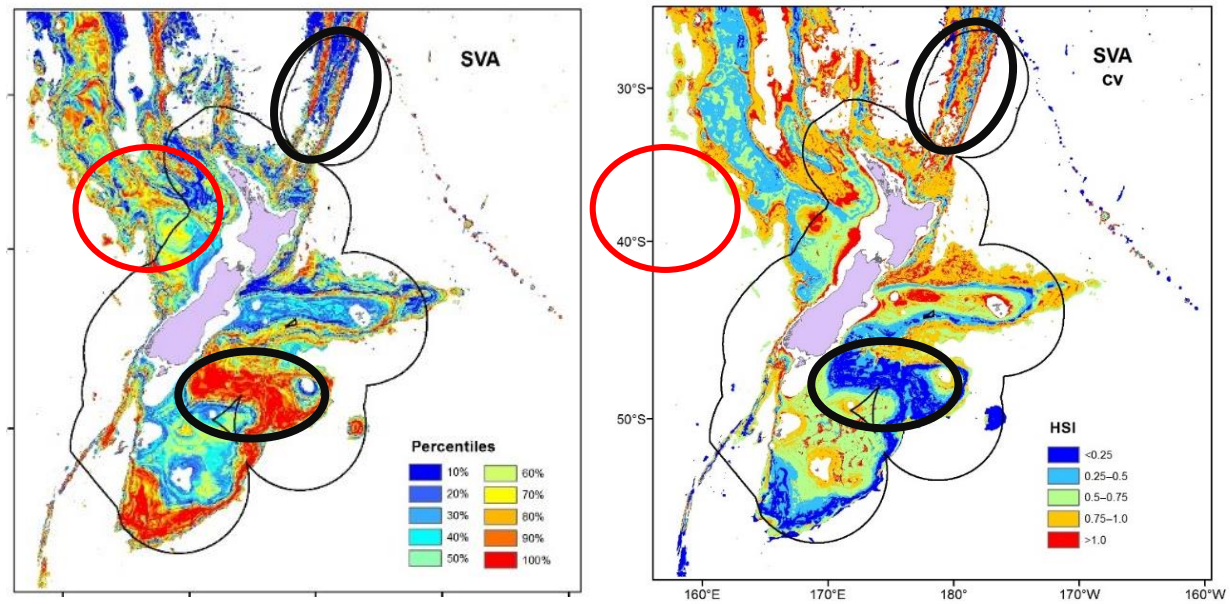 SVA
Percentiles
10% 60%
20% 70%
30% 80%
40% 90%
50% 100%
SVA
CV
30°S
40°S
50°S
HSI
<0.25
0.25–0.5
0.5–0.75
0.75–1.0
>1.0
160°E 170°E 180° 170°W 160°W